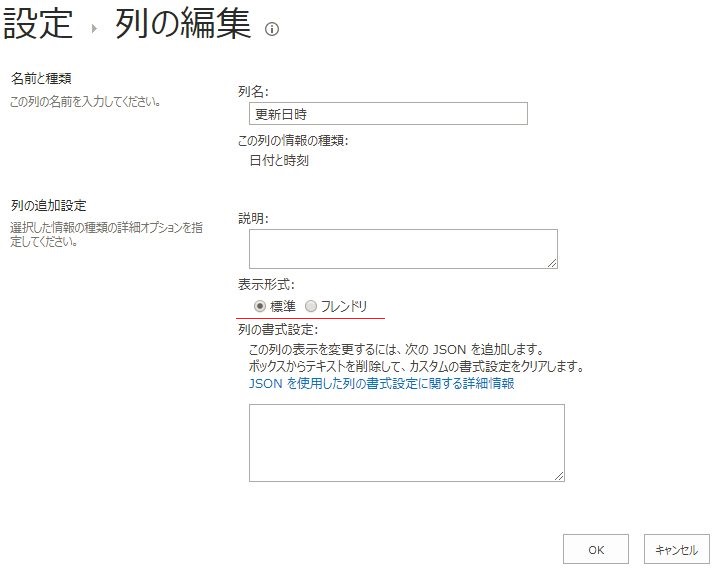 設定 ▸ 列の編集
名前と種類
この列の名前を入力してください。
列名:
更新日時
この列の情報の種類:
日付と時刻
列の追加設定
選択した情報の種類の詳細オプションを指
定してください。
説明:
表示形式:
標準 フレンドリ
列の書式設定:
この列の表示を変更するには、次の JSON を追加します。
ボックスからテキストを削除して、カスタムの書式設定をクリアします。
JSON を使用した列の書式設定に関する詳細情報
OK キャンセル